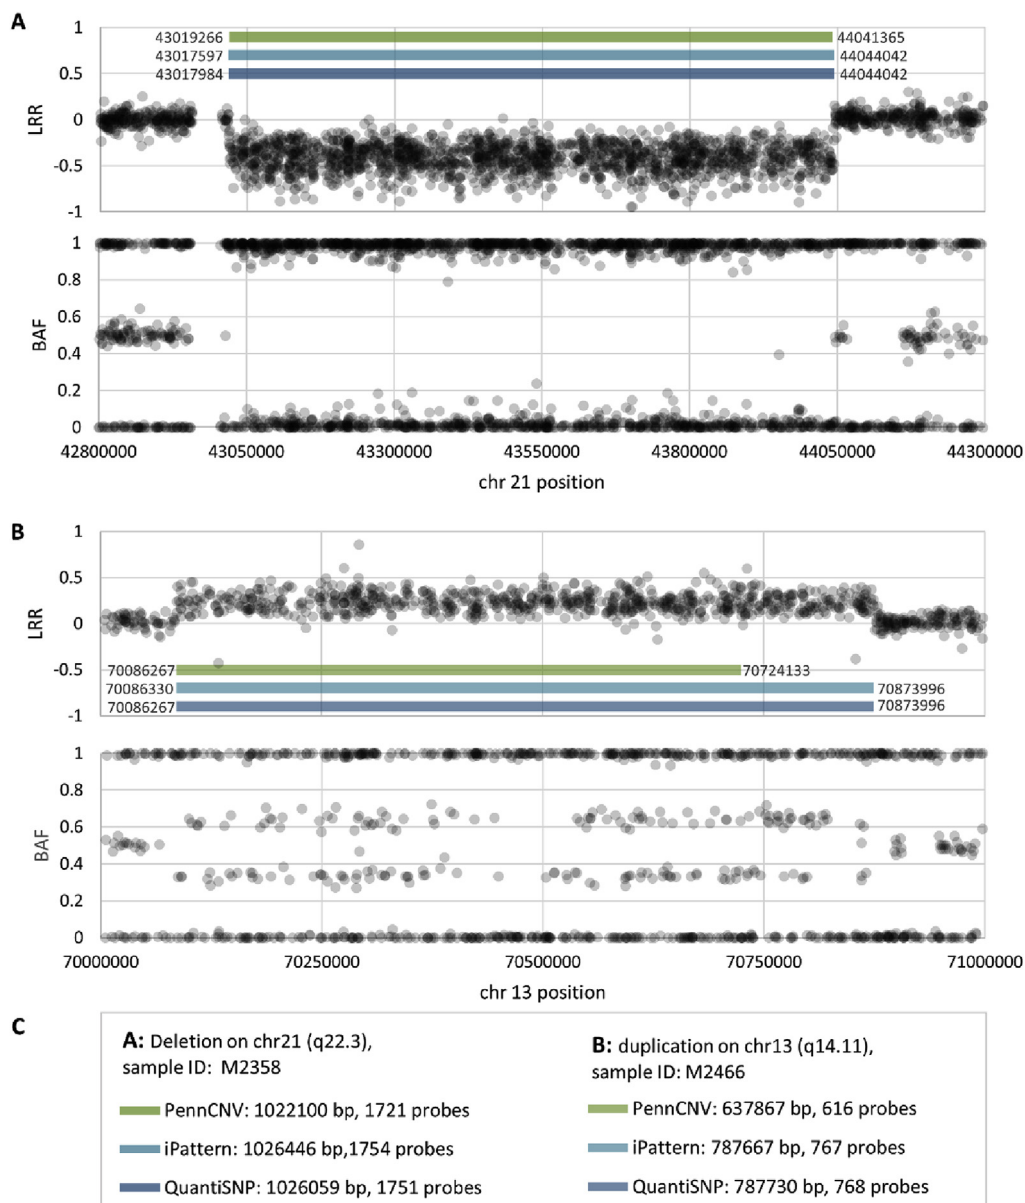 A
1
43019266 44041365
43017597 44044042
0.5
43017984 44044042
LRR
0
-0.5
-1
1
0.8
0.6
BAF
0.4
0.2
0
42800000 43050000 43300000 43550000 43800000 44050000 44300000
chr 21 position
B
1
0.5
LRR
0
-0.5
70086267 70724133
70086330 70873996
70086267 70873996
-1
1
0.8
0.6
BAF
0.4
0.2
0
70000000 70250000 70500000 70750000 71000000
chr 13 position
C
A: Deletion on chr21 (q22.3),
sample ID: M2358
PennCNV: 1022100 bp, 1721 probes
iPattern: 1026446 bp,1754 probes
QuantiSNP: 1026059 bp, 1751 probes
B: duplication on chr13 (q14.11),
sample ID: M2466
PennCNV: 637867 bp, 616 probes
iPattern: 787667 bp, 767 probes
QuantiSNP: 787730 bp, 768 probes